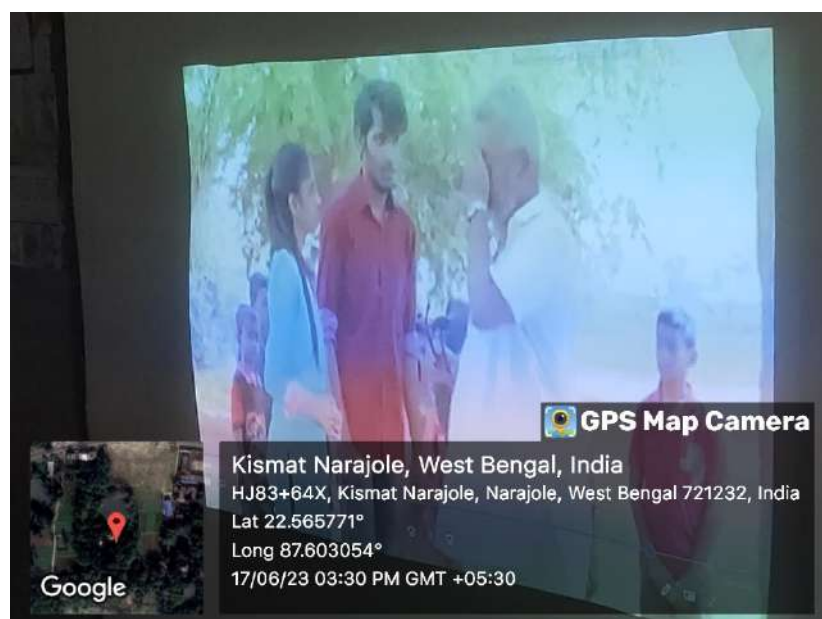 GPS Map Camera
Kismat Narajole, West Bengal, India
HJ83+64X, Kismat Narajole, Narajole, West Bengal 721232, India
Lat 22.565771°
Long 87.603054°
17/06/23 03:30 PM GMT +05:30
Google